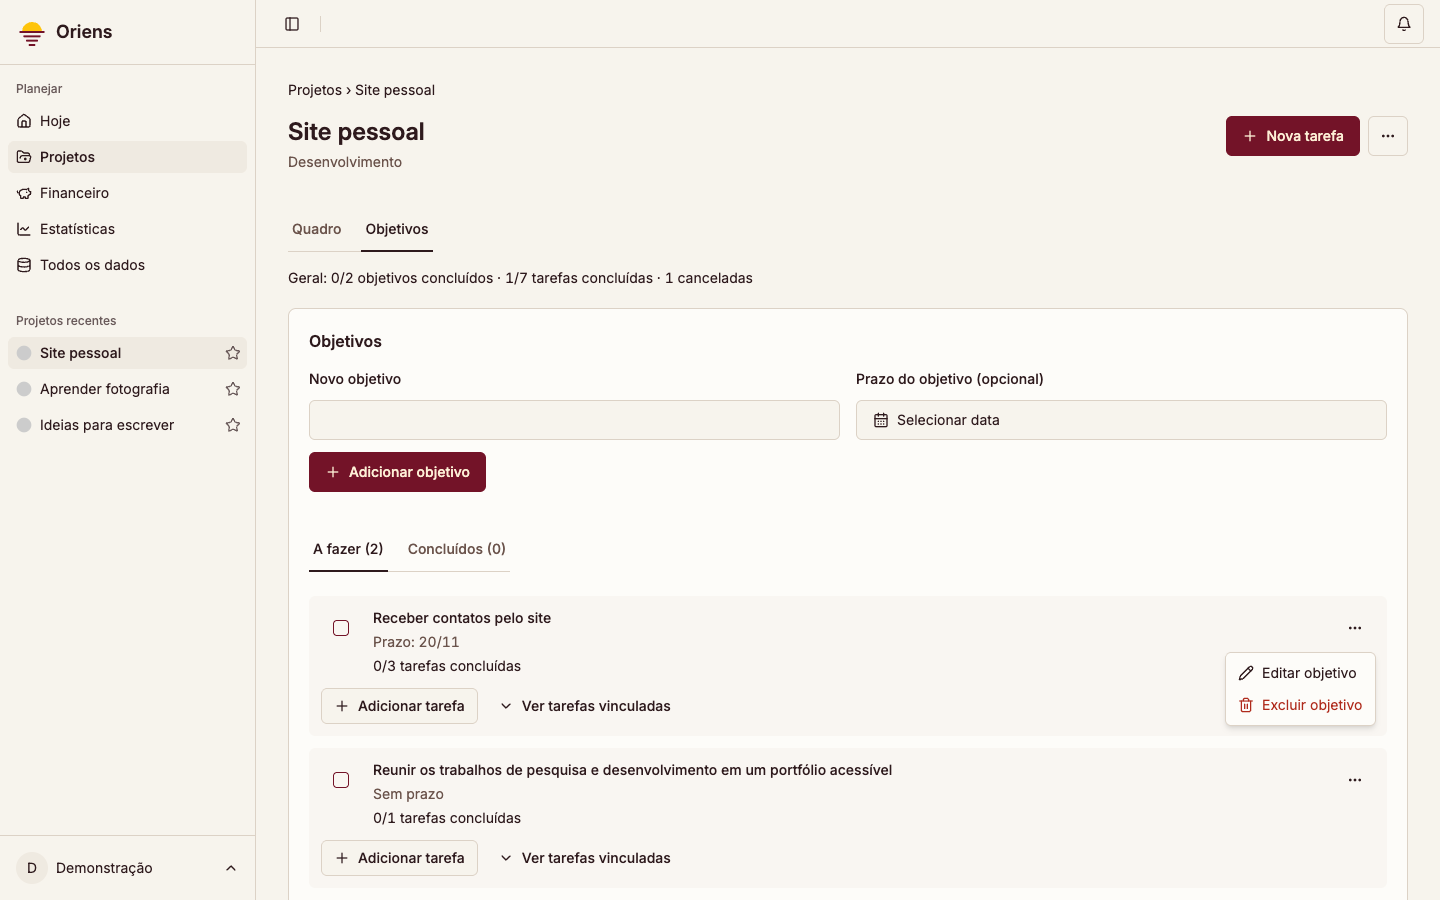 Oriens
Planejar
Hoje
Projetos
Financeiro
Estatísticas
Todos os dados
Projetos recentes
Site pessoal
Aprender fotografia
Ideias para escrever
D
Demonstração
Projetos › Site pessoal
Site pessoal
Desenvolvimento
Nova tarefa
Quadro
Objetivos
Geral: 0/2 objetivos concluídos · 1/7 tarefas concluídas · 1 canceladas
Objetivos
Novo objetivo
Prazo do objetivo (opcional)
Selecionar data
Adicionar objetivo
A fazer (2)
Concluídos (0)
Receber contatos pelo site
Prazo: 20/11
0/3 tarefas concluídas
Adicionar tarefa
Ver tarefas vinculadas
Editar objetivo
Excluir objetivo
Reunir os trabalhos de pesquisa e desenvolvimento em um portfólio acessível
Sem prazo
0/1 tarefas concluídas
Adicionar tarefa
Ver tarefas vinculadas